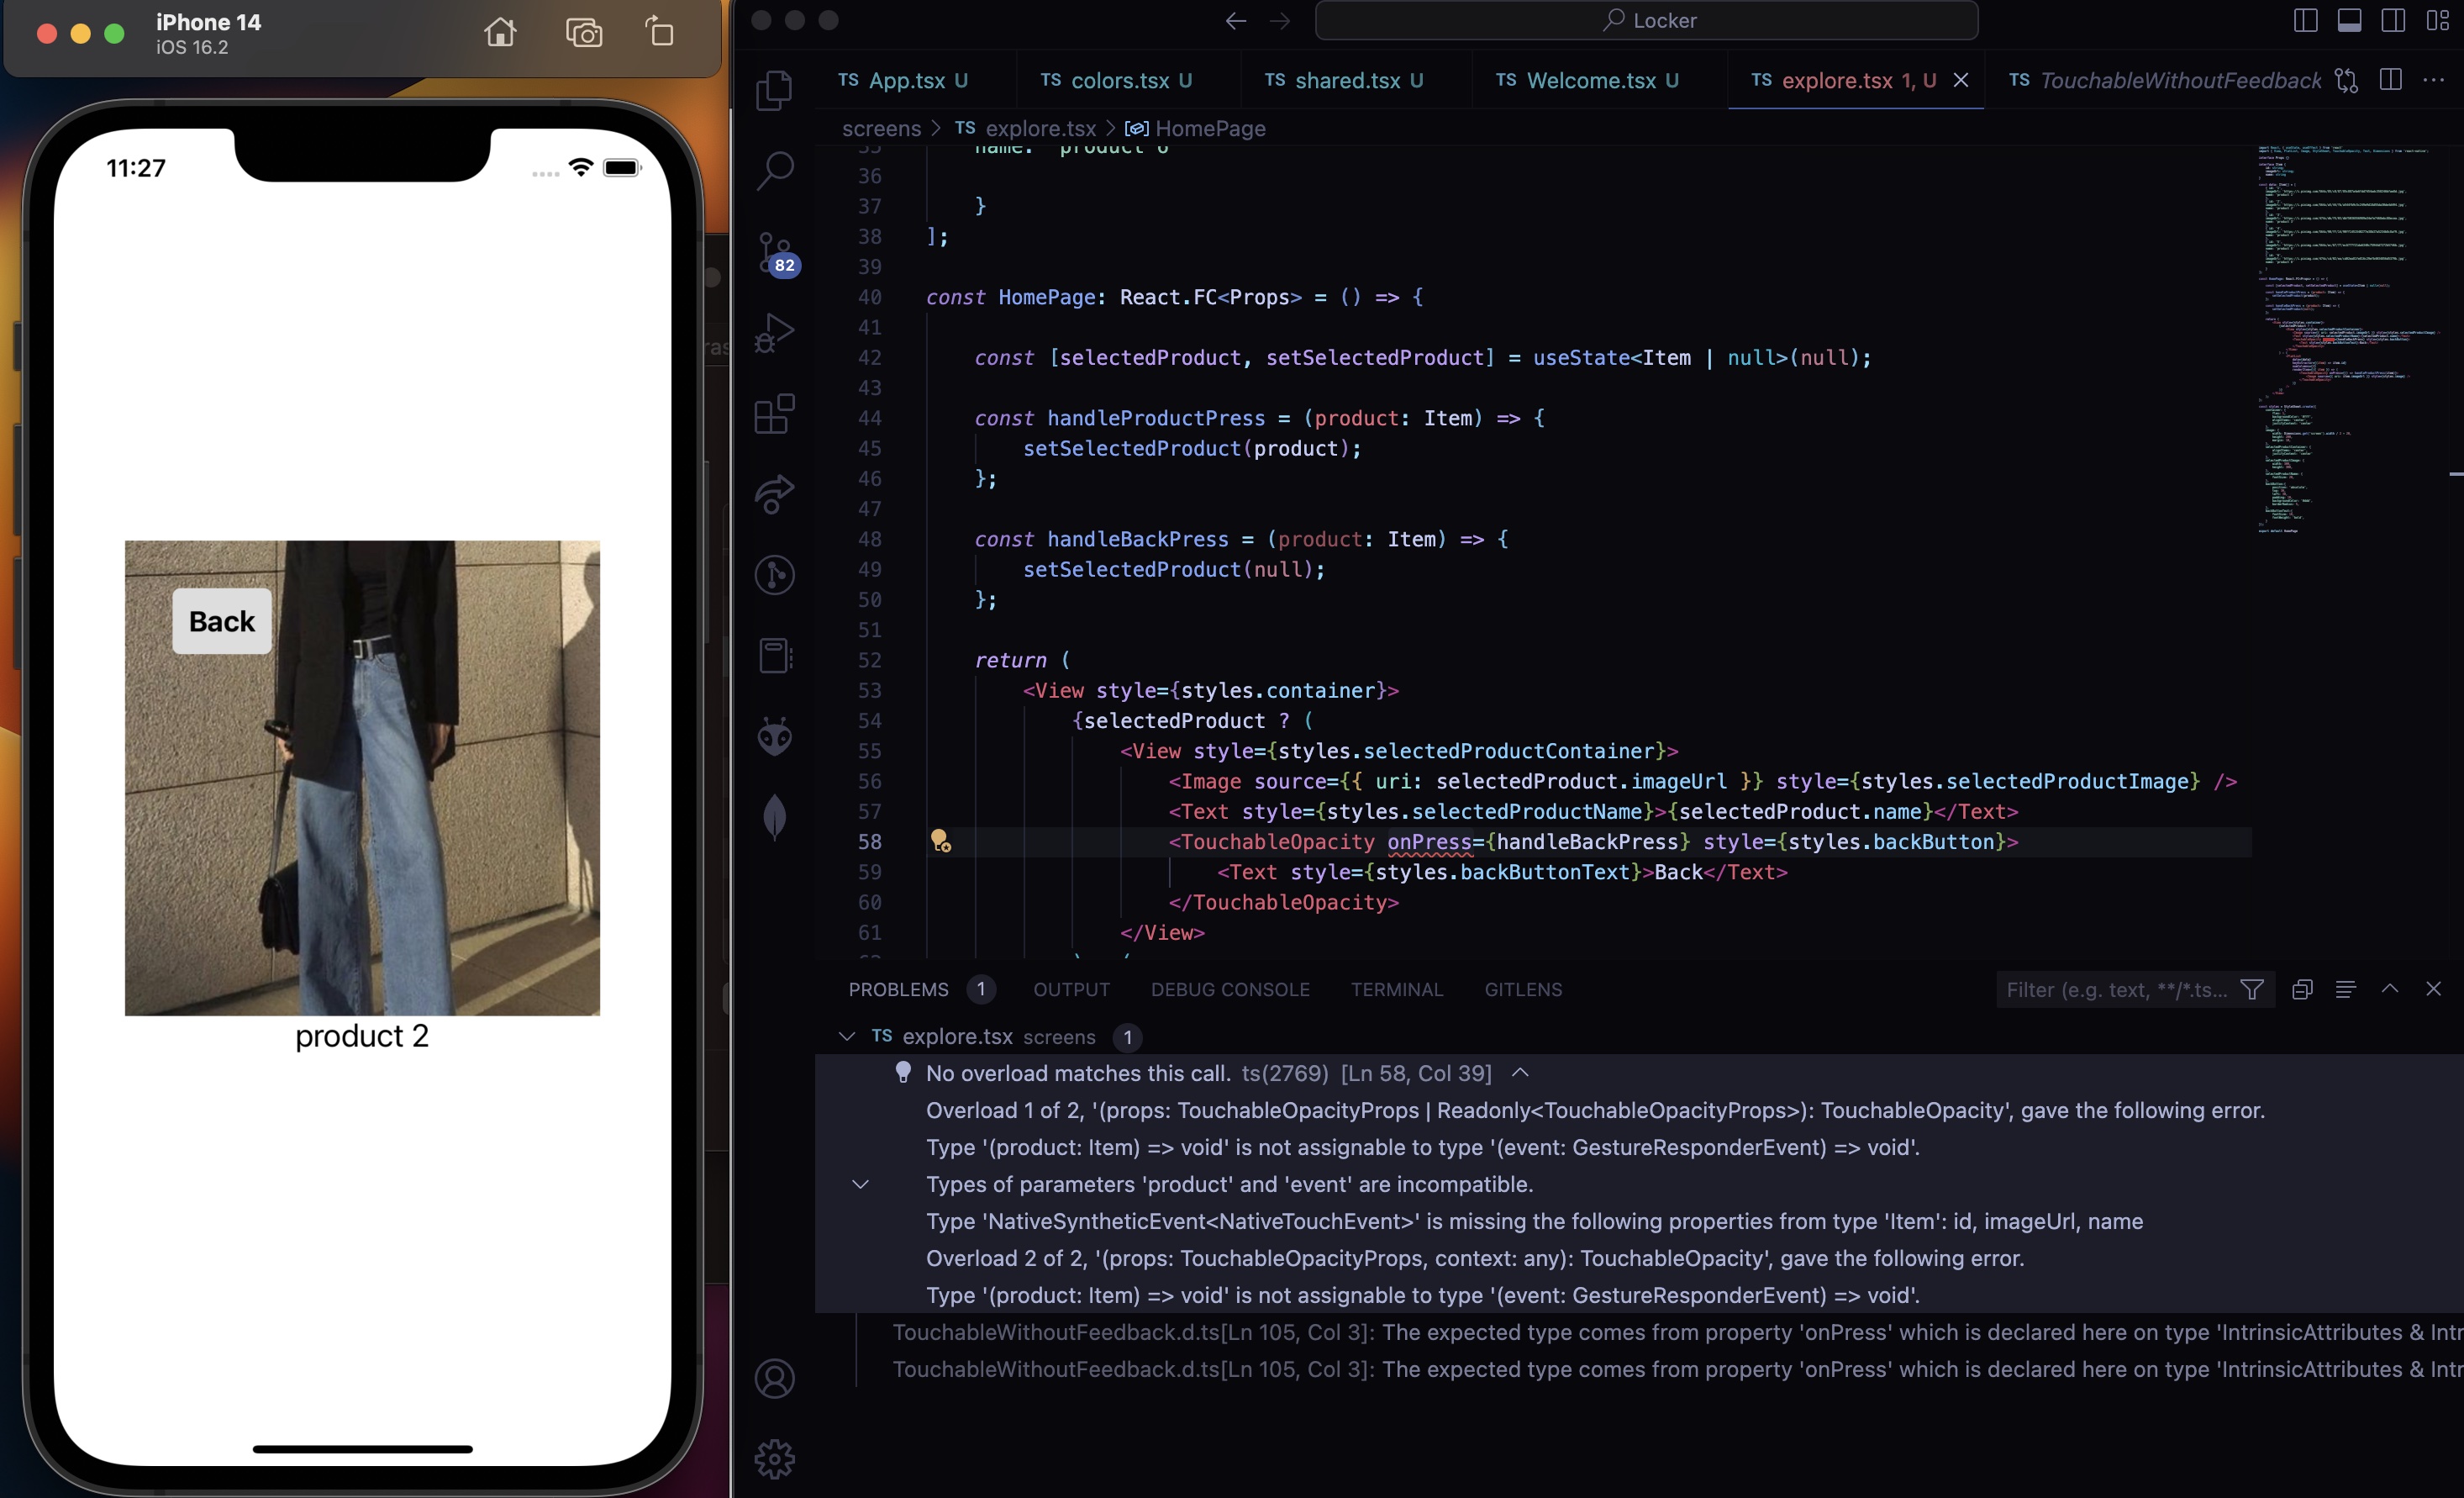 iPhone 14
iOS 16.2
11:27
Back
product 2
Locker
TS App.tsx U
TS colors.tsx U
TS shared.tsx U
TS Welcome.tsx U
TS explore.tsx 1, U
TS TouchableWithoutFeedback
screens > TS explore.tsx > HomePage
82
35 name: 'product 6'
36
37 }
38 ];
39
40 const HomePage: React.FC<Props> = () => {
41
42 const [selectedProduct, setSelectedProduct] = useState<Item | null>(null);
43
44 const handleProductPress = (product: Item) => {
45 setSelectedProduct(product);
46 };
47
48 const handleBackPress = (product: Item) => {
49 setSelectedProduct(null);
50 };
51
52 return (
53 <View style={styles.container}>
54 {selectedProduct ? (
55 <View style={styles.selectedProductContainer}>
56 <Image source={{ uri: selectedProduct.imageUrl }} style={styles.selectedProductImage} />
57 <Text style={styles.selectedProductName}>{selectedProduct.name}</Text>
58 <TouchableOpacity onPress={handleBackPress} style={styles.backButton}>
59 <Text style={styles.backButtonText}>Back</Text>
60 </TouchableOpacity>
61 </View>
PROBLEMS 1 OUTPUT DEBUG CONSOLE TERMINAL GITLENS
Filter (e.g. text, **/*.ts...
TS explore.tsx screens 1
No overload matches this call. ts(2769) [Ln 58, Col 39]
Overload 1 of 2, '(props: TouchableOpacityProps | Readonly<TouchableOpacityProps>): TouchableOpacity', gave the following error.
Type '(product: Item) => void' is not assignable to type '(event: GestureResponderEvent) => void'.
Types of parameters 'product' and 'event' are incompatible.
Type 'NativeSyntheticEvent<NativeTouchEvent>' is missing the following properties from type 'Item': id, imageUrl, name
Overload 2 of 2, '(props: TouchableOpacityProps, context: any): TouchableOpacity', gave the following error.
Type '(product: Item) => void' is not assignable to type '(event: GestureResponderEvent) => void'.
TouchableWithoutFeedback.d.ts[Ln 105, Col 3]: The expected type comes from property 'onPress' which is declared here on type 'IntrinsicAttributes & Intr
TouchableWithoutFeedback.d.ts[Ln 105, Col 3]: The expected type comes from property 'onPress' which is declared here on type 'IntrinsicAttributes & Intr